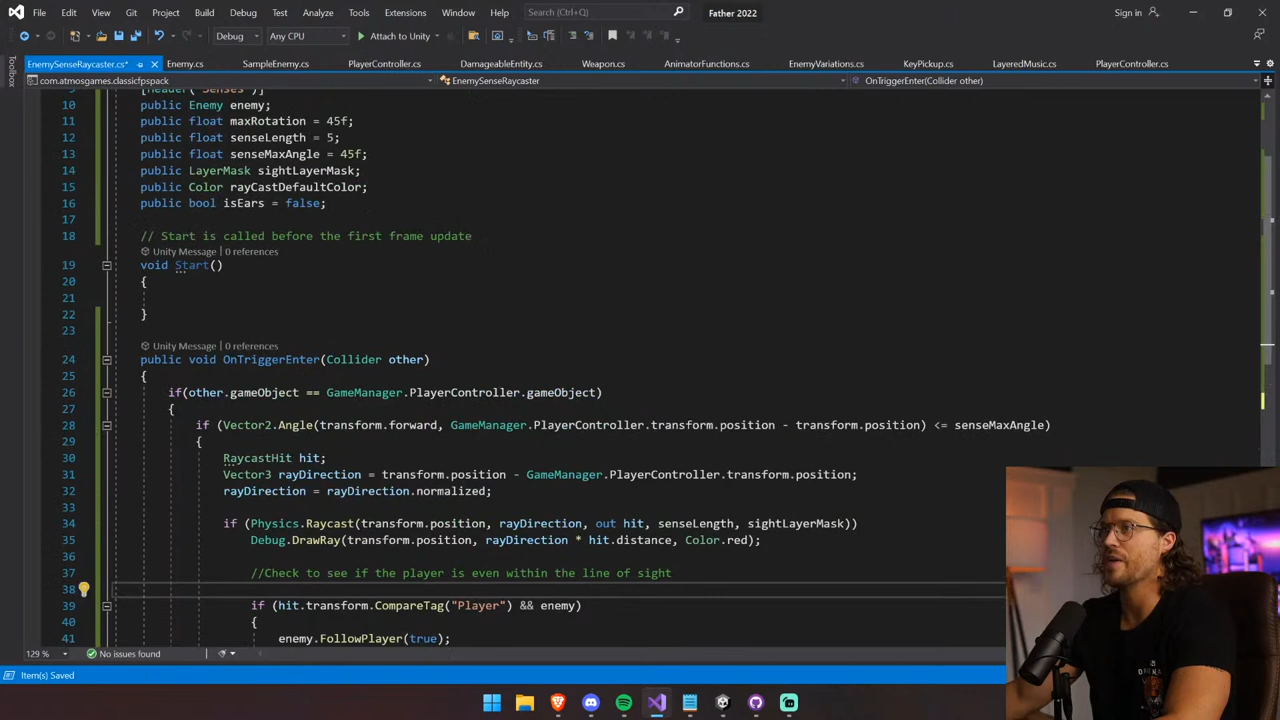 File Edit View Git Project Build Debug Test Analyze Tools Extensions Window Help Search (Ctrl+Q) Father 2022 Sign in
Debug Any CPU Attach to Unity
EnemySenseRaycaster.cs* Enemy.cs SampleEnemy.cs PlayerController.cs DamageableEntity.cs Weapon.cs AnimatorFunctions.cs EnemyVariations.cs KeyPickup.cs LayeredMusic.cs PlayerController.cs
Toolbox
com.atmosgames.classicfpspack EnemySenseRaycaster OnTriggerEnter(Collider other)
9 [Header("Senses")]
10 public Enemy enemy;
11 public float maxRotation = 45f;
12 public float senseLength = 5;
13 public float senseMaxAngle = 45f;
14 public LayerMask sightLayerMask;
15 public Color rayCastDefaultColor;
16 public bool isEars = false;
17
18 // Start is called before the first frame update
Unity Message | 0 references
19 void Start()
20 {
21
22 }
23
Unity Message | 0 references
24 public void OnTriggerEnter(Collider other)
25 {
26 if(other.gameObject == GameManager.PlayerController.gameObject)
27 {
28 if (Vector2.Angle(transform.forward, GameManager.PlayerController.transform.position - transform.position) <= senseMaxAngle)
29 {
30 RaycastHit hit;
31 Vector3 rayDirection = transform.position - GameManager.PlayerController.transform.position;
32 rayDirection = rayDirection.normalized;
33
34 if (Physics.Raycast(transform.position, rayDirection, out hit, senseLength, sightLayerMask))
35 Debug.DrawRay(transform.position, rayDirection * hit.distance, Color.red);
36
37 //Check to see if the player is even within the line of sight
38
39 if (hit.transform.CompareTag("Player") && enemy)
40 {
41 enemy.FollowPlayer(true);
129 % No issues found
Item(s) Saved